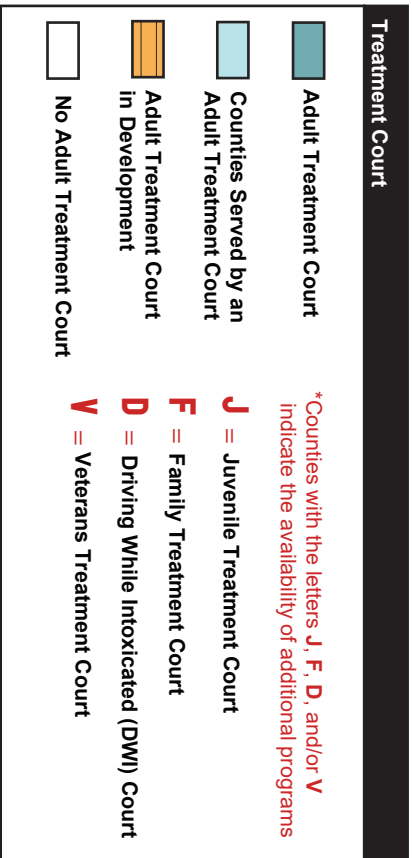 Treatment Court
Adult Treatment Court
Counties Served by an
Adult Treatment Court
Adult Treatment Court
in Development
No Adult Treatment Court
*Counties with the letters J, F, D, and/or V
indicate the availability of additional programs
J = Juvenile Treatment Court
F = Family Treatment Court
D = Driving While Intoxicated (DWI) Court
V = Veterans Treatment Court